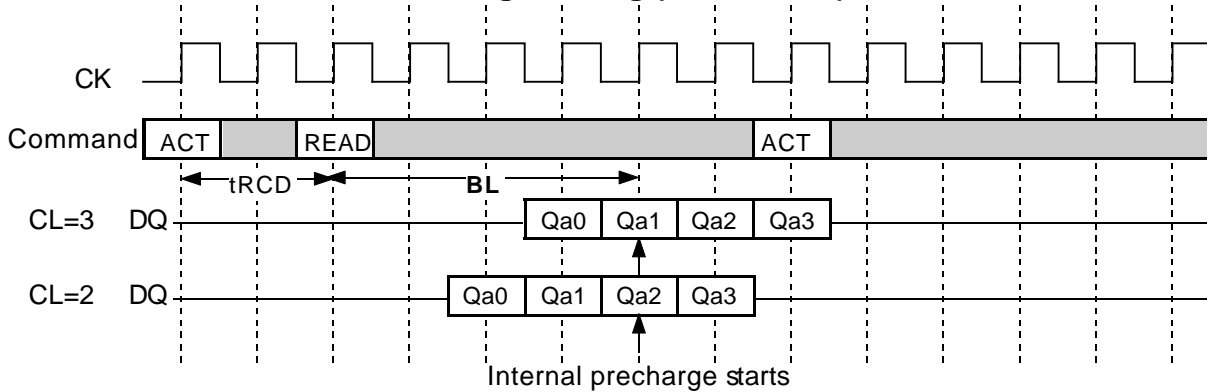 CK
Command ACT READ ACT
tRCD BL
CL=3 DQ Qa0 Qa1 Qa2 Qa3
CL=2 DQ Qa0 Qa1 Qa2 Qa3
Internal precharge starts